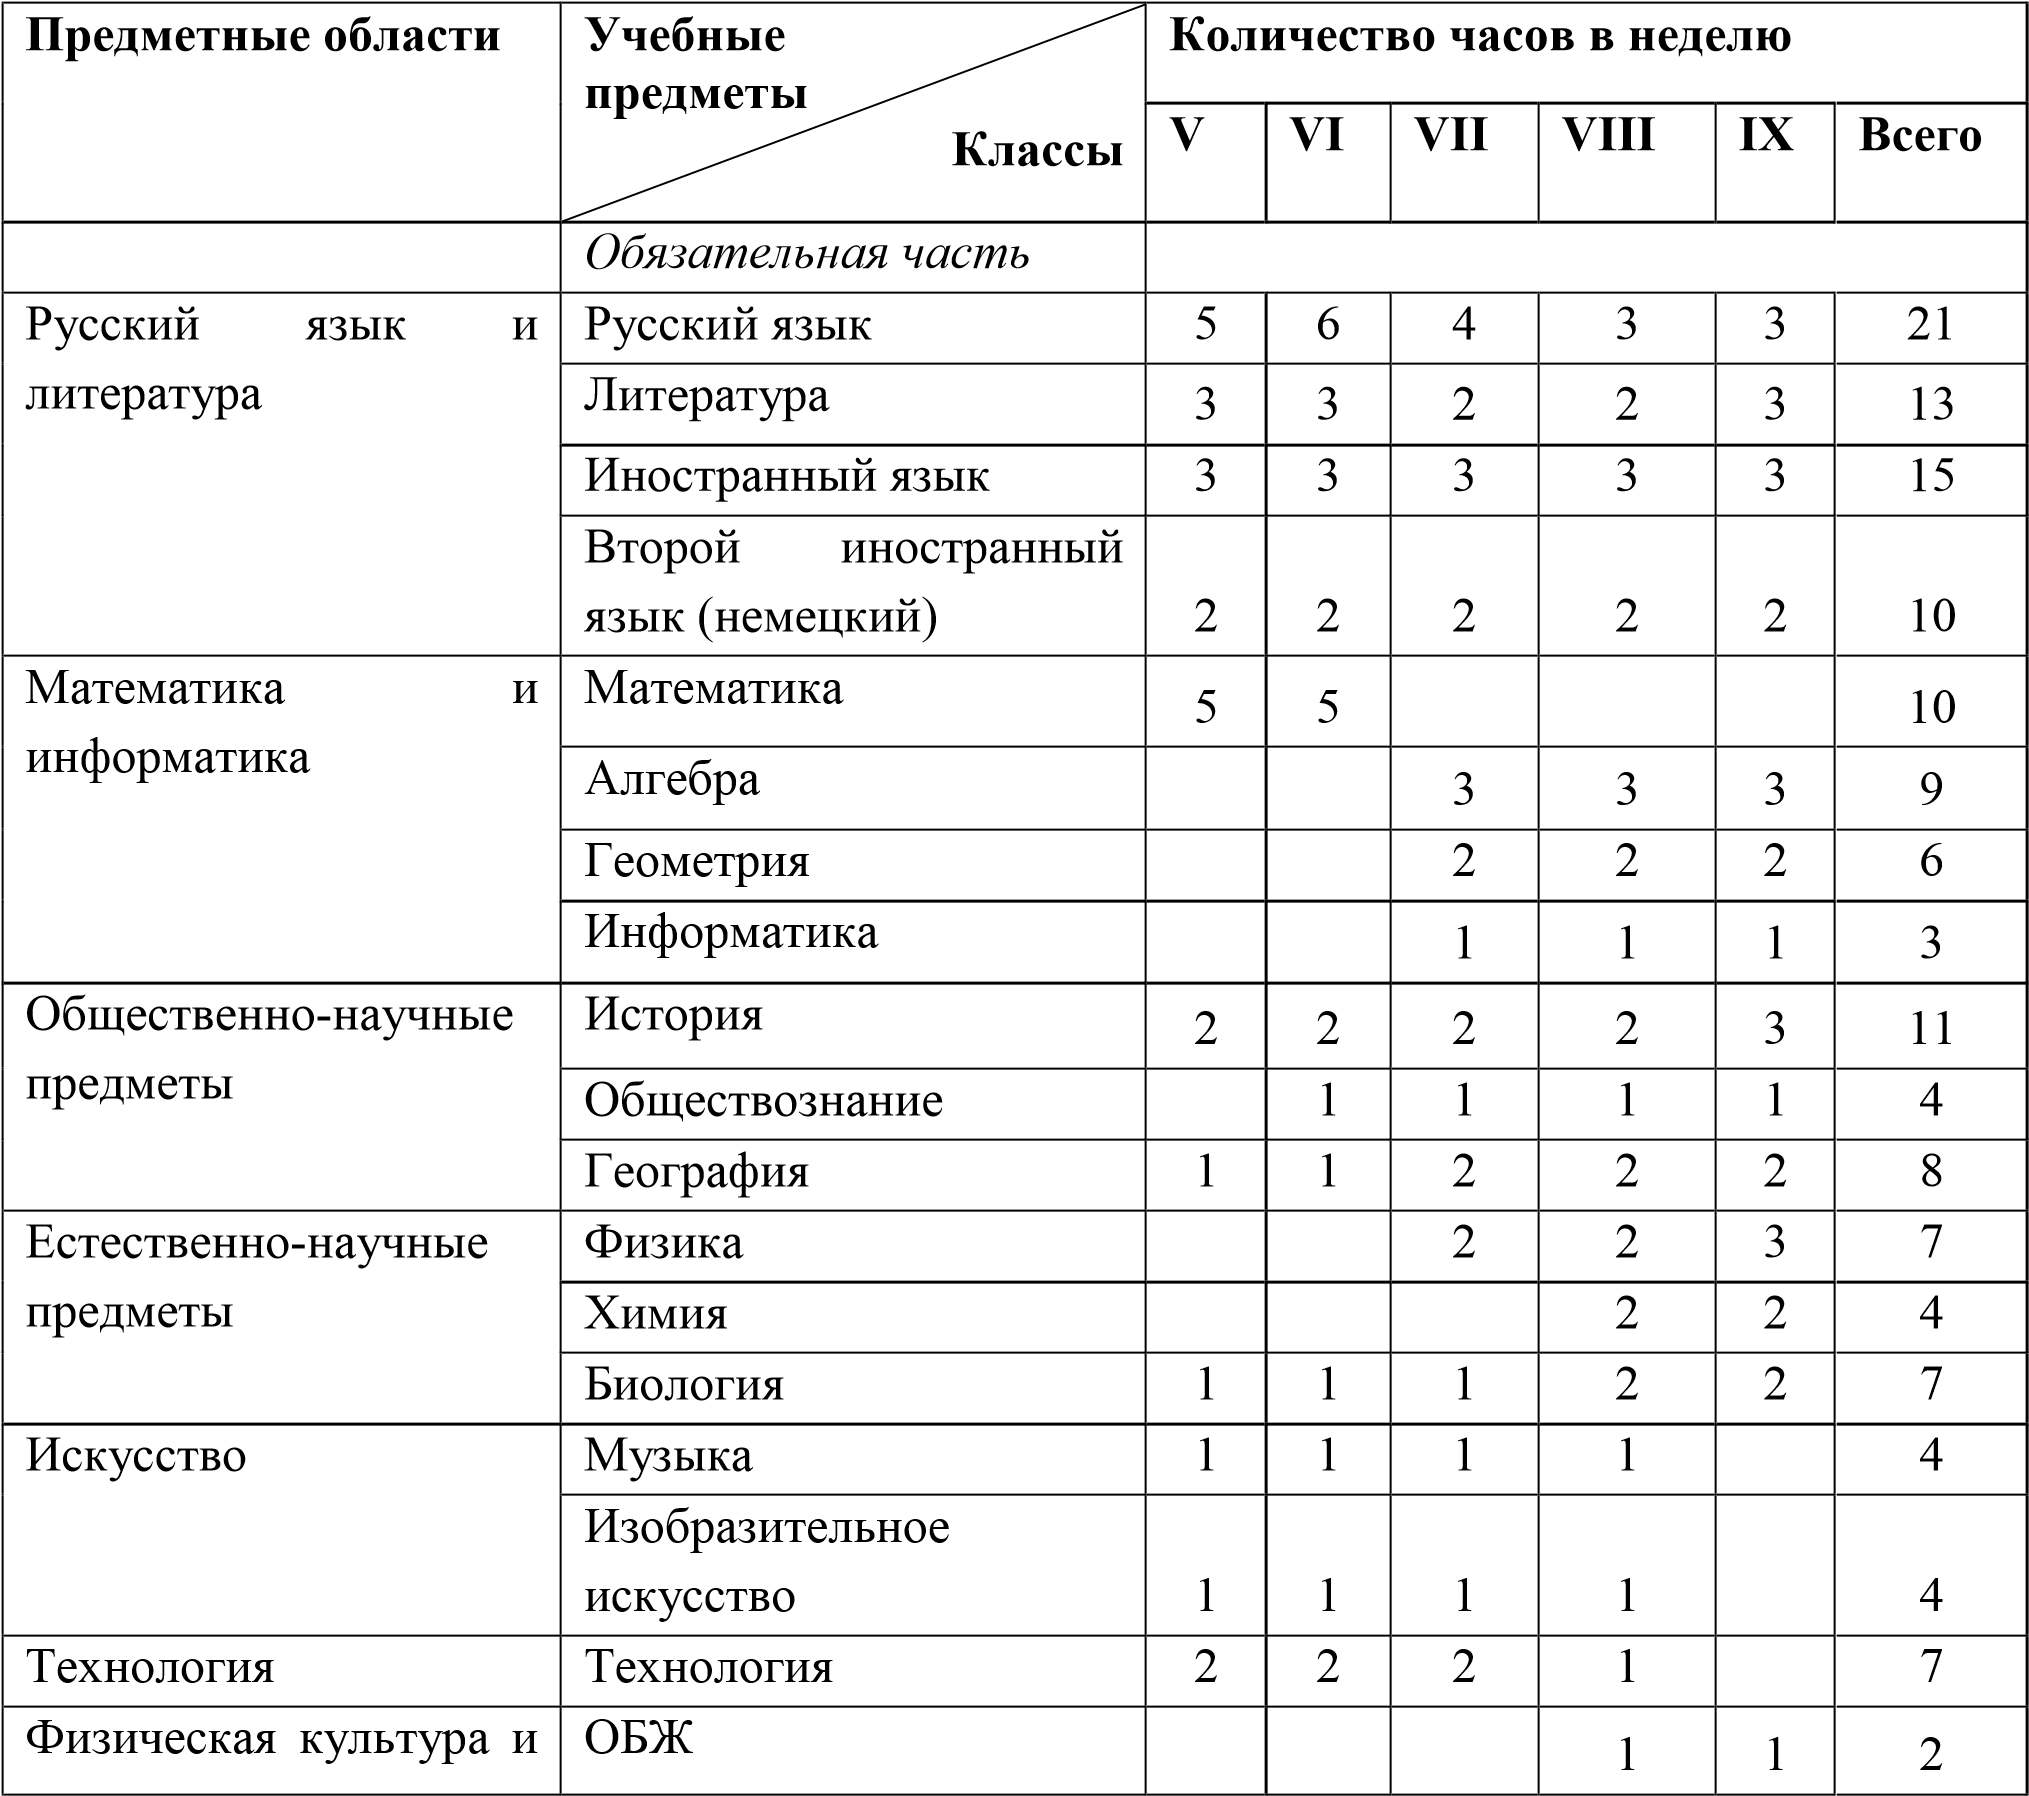 Предметные области Учебные предметы Классы Количество часов в неделю
V VI VII VIII IX Всего
Обязательная часть
Русский язык и литература Русский язык 5 6 4 3 3 21
Литература 3 3 2 2 3 13
Иностранный язык 3 3 3 3 3 15
Второй иностранный язык (немецкий) 2 2 2 2 2 10
Математика и информатика Математика 5 5 10
Алгебра 3 3 3 9
Геометрия 2 2 2 6
Информатика 1 1 1 3
Общественно-научные предметы История 2 2 2 2 3 11
Обществознание 1 1 1 1 4
География 1 1 2 2 2 8
Естественно-научные предметы Физика 2 2 3 7
Химия 2 2 4
Биология 1 1 1 2 2 7
Искусство Музыка 1 1 1 1 4
Изобразительное искусство 1 1 1 1 4
Технология Технология 2 2 2 1 7
Физическая культура и ОБЖ 1 1 2